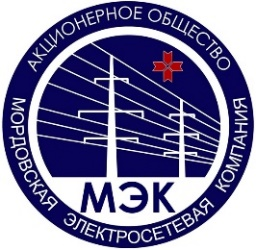 АКЦИОНЕРНОЕ ОБЩЕСТВО
МЭК
МОРДОВСКАЯ ЭЛЕКТРОСЕТЕВАЯ КОМПАНИЯ